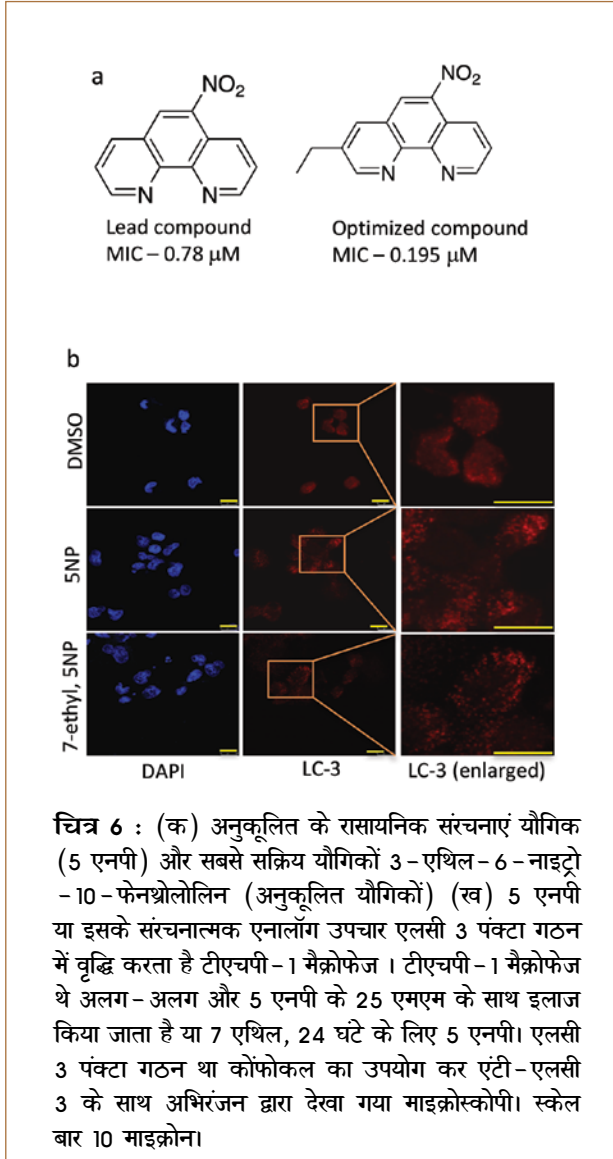 a
NO₂
N
N
Lead compound
MIC – 0.78 µM
NO₂
N
N
Optimized compound
MIC – 0.195 µM
b
DMSO
5NP
7-ethyl, 5NP
DAPI
LC-3
LC-3 (enlarged)
चित्र 6 : (क) अनुकूलित के रासायनिक संरचनाएं यौगिक
(5 एनपी) और सबसे सक्रिय यौगिकों 3-एथिल-6-नाइट्रो
-10-फेनथ्रोलोलिन (अनुकूलित यौगिकों) (ख) 5 एनपी
या इसके संरचनात्मक एनालॉग उपचार एलसी 3 पंक्टा गठन
में वृद्धि करता है टीएचपी-1 मैक्रोफेज । टीएचपी-1 मैक्रोफेज
थे अलग-अलग और 5 एनपी के 25 एमएम के साथ इलाज
किया जाता है या 7 एथिल, 24 घंटे के लिए 5 एनपी। एलसी
3 पंक्टा गठन था कोंफोकल का उपयोग कर एंटी-एलसी
3 के साथ अभिरंजन द्वारा देखा गया माइक्रोस्कोपी। स्केल
बार 10 माइक्रोन।